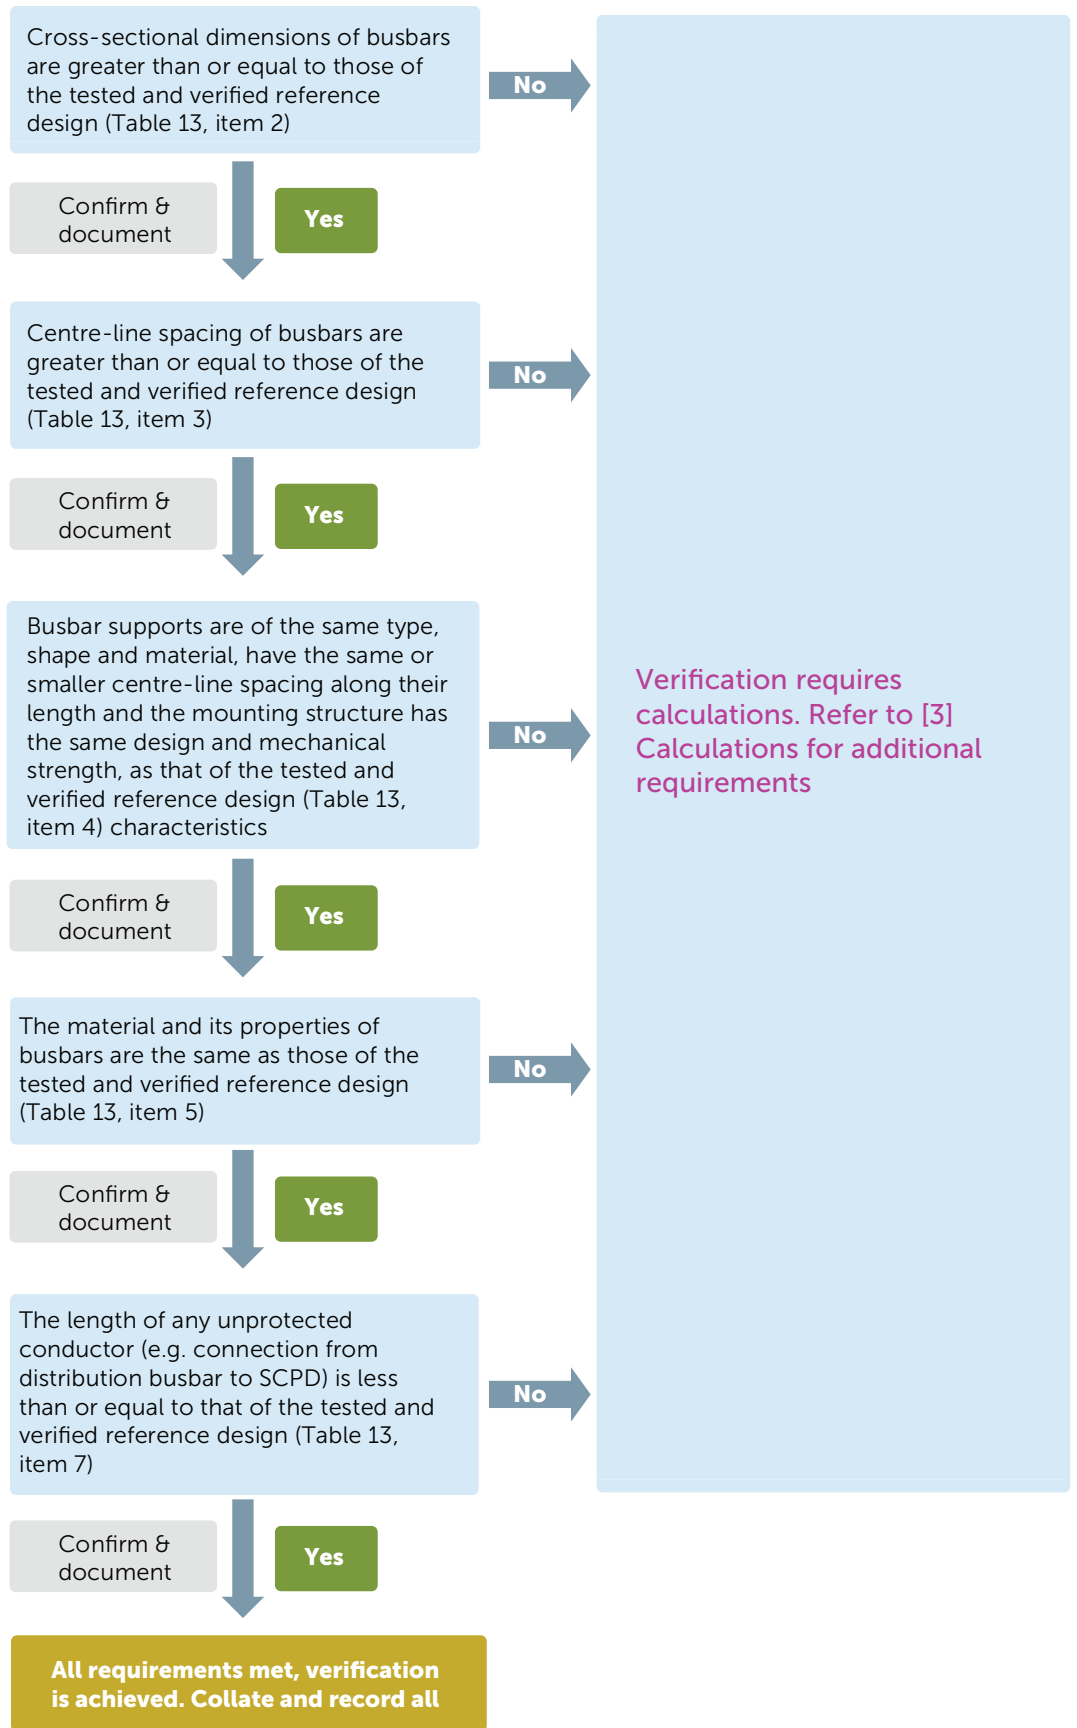 Cross-sectional dimensions of busbars
are greater than or equal to those of
the tested and verified reference
design (Table 13, item 2)
No
Confirm &
document
Yes
Centre-line spacing of busbars are
greater than or equal to those of the
tested and verified reference design
(Table 13, item 3)
No
Confirm &
document
Yes
Busbar supports are of the same type,
shape and material, have the same or
smaller centre-line spacing along their
length and the mounting structure has
the same design and mechanical
strength, as that of the tested and
verified reference design (Table 13,
item 4) characteristics
No
Verification requires
calculations. Refer to [3]
Calculations for additional
requirements
Confirm &
document
Yes
The material and its properties of
busbars are the same as those of the
tested and verified reference design
(Table 13, item 5)
No
Confirm &
document
Yes
The length of any unprotected
conductor (e.g. connection from
distribution busbar to SCPD) is less
than or equal to that of the tested and
verified reference design (Table 13,
item 7)
No
Confirm &
document
Yes
All requirements met, verification
is achieved. Collate and record all